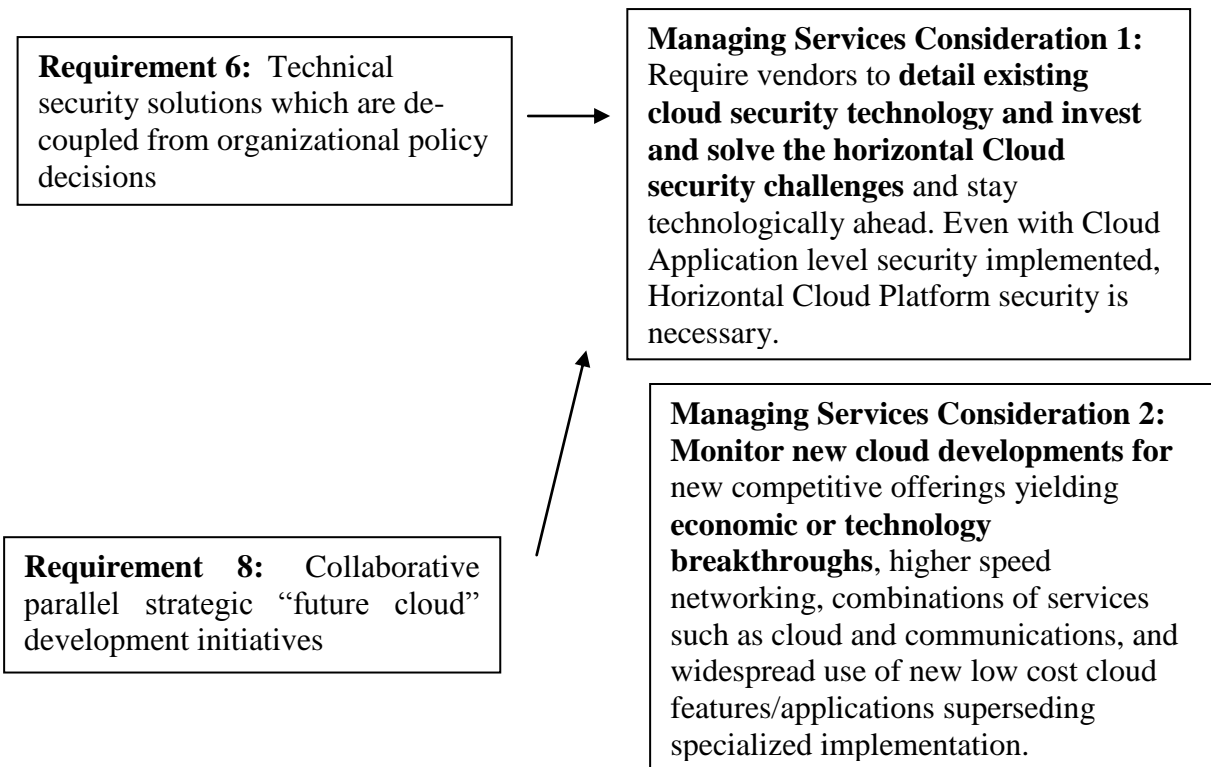 Requirement 6: Technical
security solutions which are de-
coupled from organizational policy
decisions
Managing Services Consideration 1:
Require vendors to detail existing
cloud security technology and invest
and solve the horizontal Cloud
security challenges and stay
technologically ahead. Even with Cloud
Application level security implemented,
Horizontal Cloud Platform security is
necessary.
Requirement 8: Collaborative
parallel strategic “future cloud”
development initiatives
Managing Services Consideration 2:
Monitor new cloud developments for
new competitive offerings yielding
economic or technology
breakthroughs, higher speed
networking, combinations of services
such as cloud and communications, and
widespread use of new low cost cloud
features/applications superseding
specialized implementation.